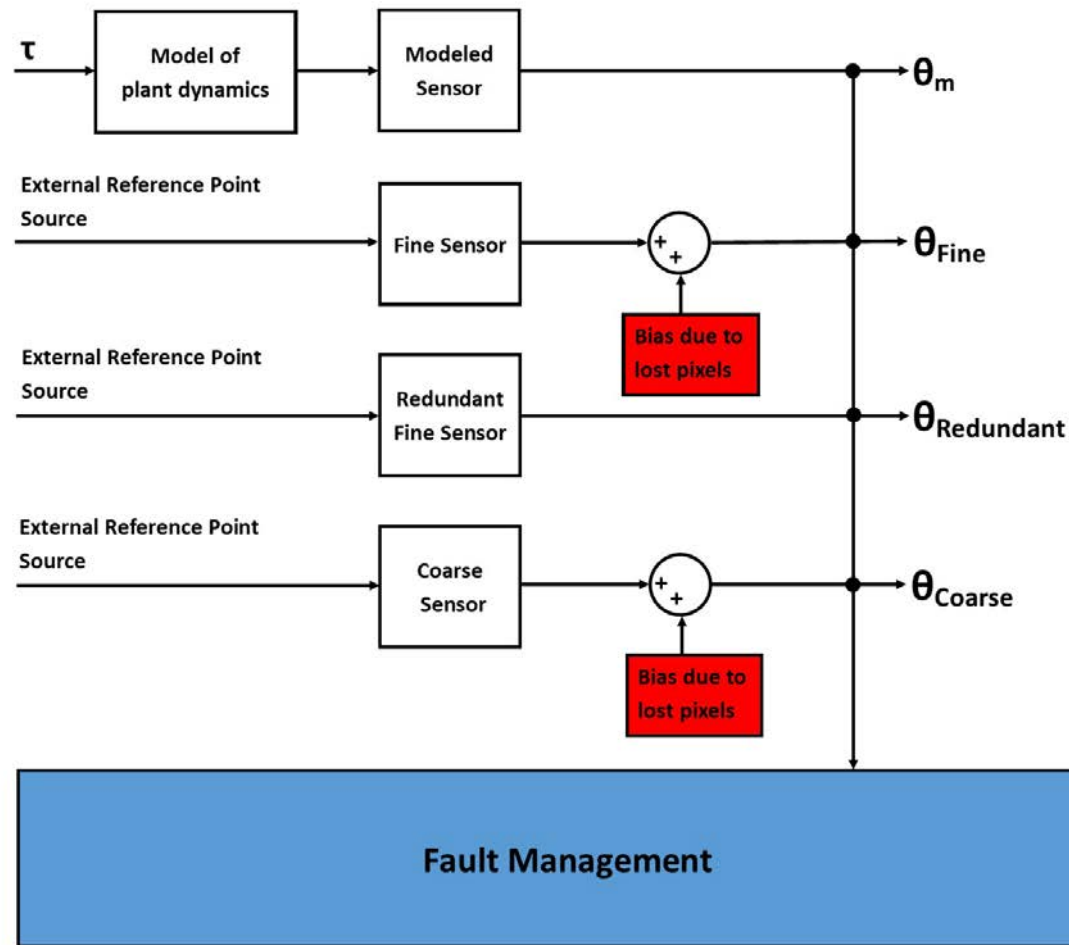 τ
Model of
plant dynamics
Modeled
Sensor
θm
External Reference Point
Source
Fine Sensor
+
+
θFine
Bias due to
lost pixels
External Reference Point
Source
Redundant
Fine Sensor
θRedundant
External Reference Point
Source
Coarse
Sensor
+
+
θCoarse
Bias due to
lost pixels
Fault Management